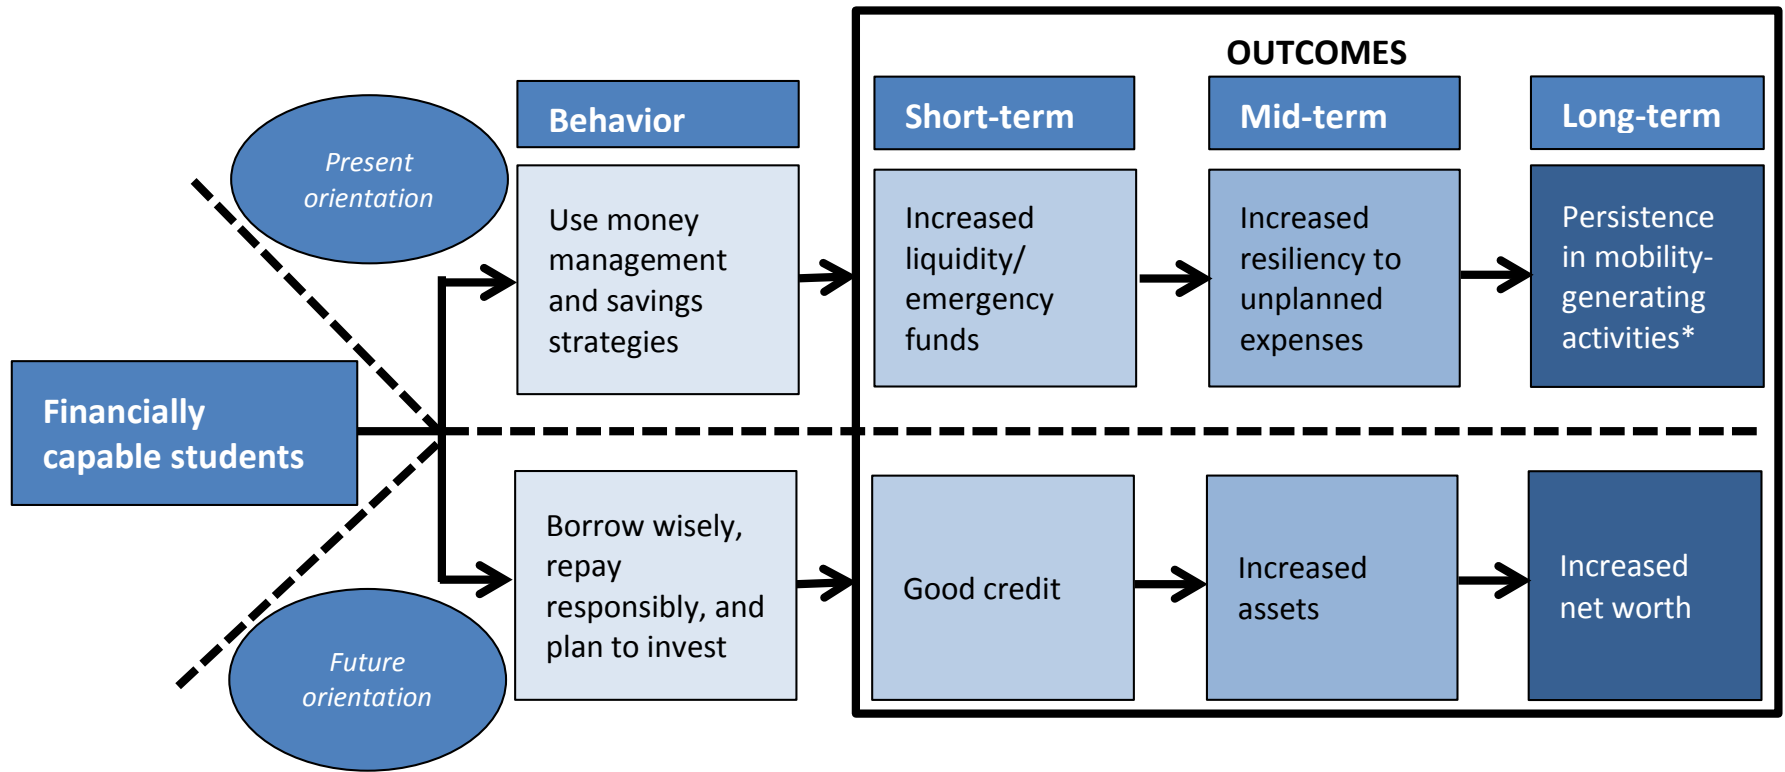 OUTCOMES
Behavior
Short-term
Mid-term
Long-term
Present
orientation
Use money
management
and savings
strategies
Increased
liquidity/
emergency
funds
Increased
resiliency to
unplanned
expenses
Persistence
in mobility-
generating
activities*
Financially
capable students
Borrow wisely,
repay
responsibly, and
plan to invest
Good credit
Increased
assets
Increased
net worth
Future
orientation